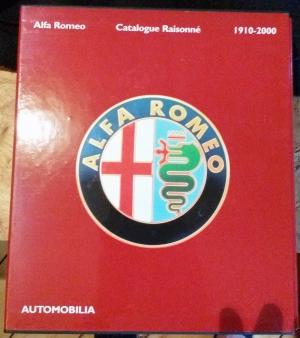 Alfa Romeo Catalogue Raisonné 1910-2000
ALFA ROMEO
AUTOMOBILIA